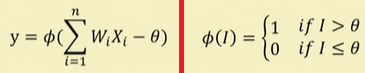 y = ϕ(∑ᵢ₌₁ⁿ WᵢXᵢ − θ)
ϕ(I) = {1 if I > θ
0 if I ≤ θ